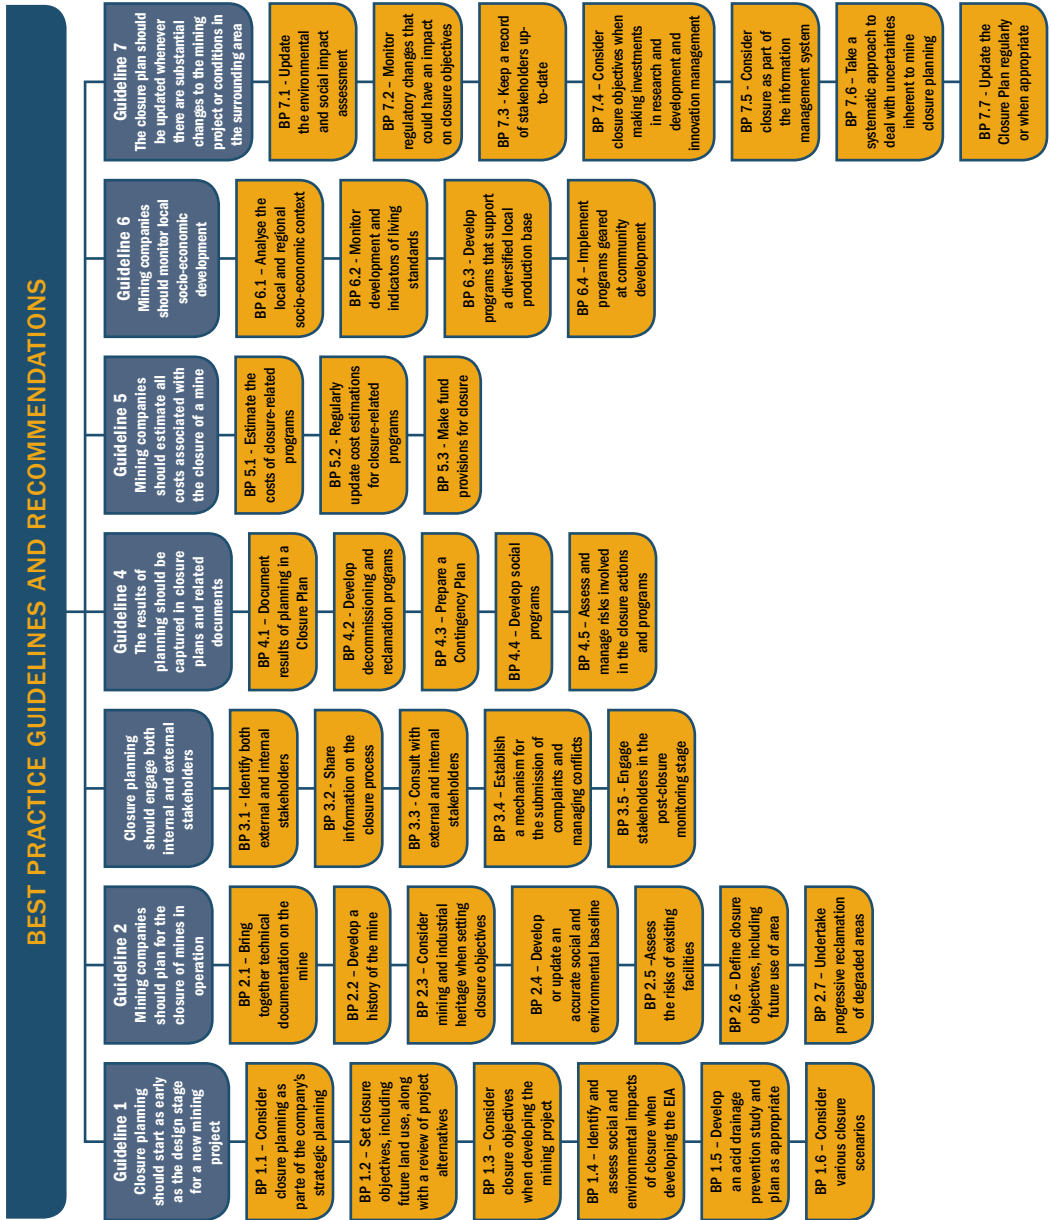 BEST PRACTICE GUIDELINES AND RECOMMENDATIONS
Guideline 1
Closure planning
should start as early
as the design stage
for a new mining
project
BP 1.1 – Consider
closure planning as
parte of the company's
strategic planning
BP 1.2 – Set closure
objectives, including
future land use, along
with a review of project
alternatives
BP 1.3 – Consider
closure objectives
when developing the
mining project
BP 1.4 – Identify and
assess social and
environmental impacts
of closure when
developing the EIA
BP 1.5 – Develop
an acid drainage
prevention study and
plan as appropriate
BP 1.6 – Consider
various closure
scenarios
Guideline 2
Mining companies
should plan for the
closure of mines in
operation
BP 2.1 – Bring
together technical
documentation on the
mine
BP 2.2 – Develop a
history of the mine
BP 2.3 – Consider
mining and industrial
heritage when setting
closure objectives
BP 2.4 – Develop
or update an
accurate social and
environmental baseline
BP 2.5 –Assess
the risks of existing
facilities
BP 2.6 – Define closure
objectives, including
future use of area
BP 2.7 – Undertake
progressive reclamation
of degraded areas
Closure planning
should engage both
internal and external
stakeholders
BP 3.1 - Identify both
external and internal
stakeholders
BP 3.2 - Share
information on the
closure process
BP 3.3 – Consult with
external and internal
stakeholders
BP 3.4 – Establish
a mechanism for
the submission of
complaints and
managing conflicts
BP 3.5 - Engage
stakeholders in the
post-closure
monitoring stage
Guideline 4
The results of
planning should be
captured in closure
plans and related
documents
BP 4.1 – Document
results of planning in a
Closure Plan
BP 4.2 - Develop
decommissioning and
reclamation programs
BP 4.3 – Prepare a
Contingency Plan
BP 4.4 – Develop social
programs
BP 4.5 – Assess and
manage risks involved
in the closure actions
and programs
Guideline 5
Mining companies
should estimate all
costs associated with
the closure of a mine
BP 5.1 - Estimate the
costs of closure-related
programs
BP 5.2 - Regularly
update cost estimations
for closure-related
programs
BP 5.3 – Make fund
provisions for closure
Guideline 6
Mining companies
should monitor local
socio-economic
development
BP 6.1 – Analyse the
local and regional
socio-economic context
BP 6.2 – Monitor
development and
indicators of living
standards
BP 6.3 – Develop
programs that support
a diversified local
production base
BP 6.4 – Implement
programs geared
at community
development
Guideline 7
The closure plan should
be updated whenever
there are substantial
changes to the mining
project or conditions in
the surrounding area
BP 7.1 - Update
the environmental
and social impact
assessment
BP 7.2 – Monitor
regulatory changes that
could have an impact
on closure objectives
BP 7.3 - Keep a record
of stakeholders up-
to-date
BP 7.4 – Consider
closure objectives when
making investments
in research and
development and
innovation management
BP 7.5 – Consider
closure as part of
the information
management system
BP 7.6 – Take a
systematic approach to
deal with uncertainties
inherent to mine
closure planning
BP 7.7 - Update the
Closure Plan regularly
or when appropriate